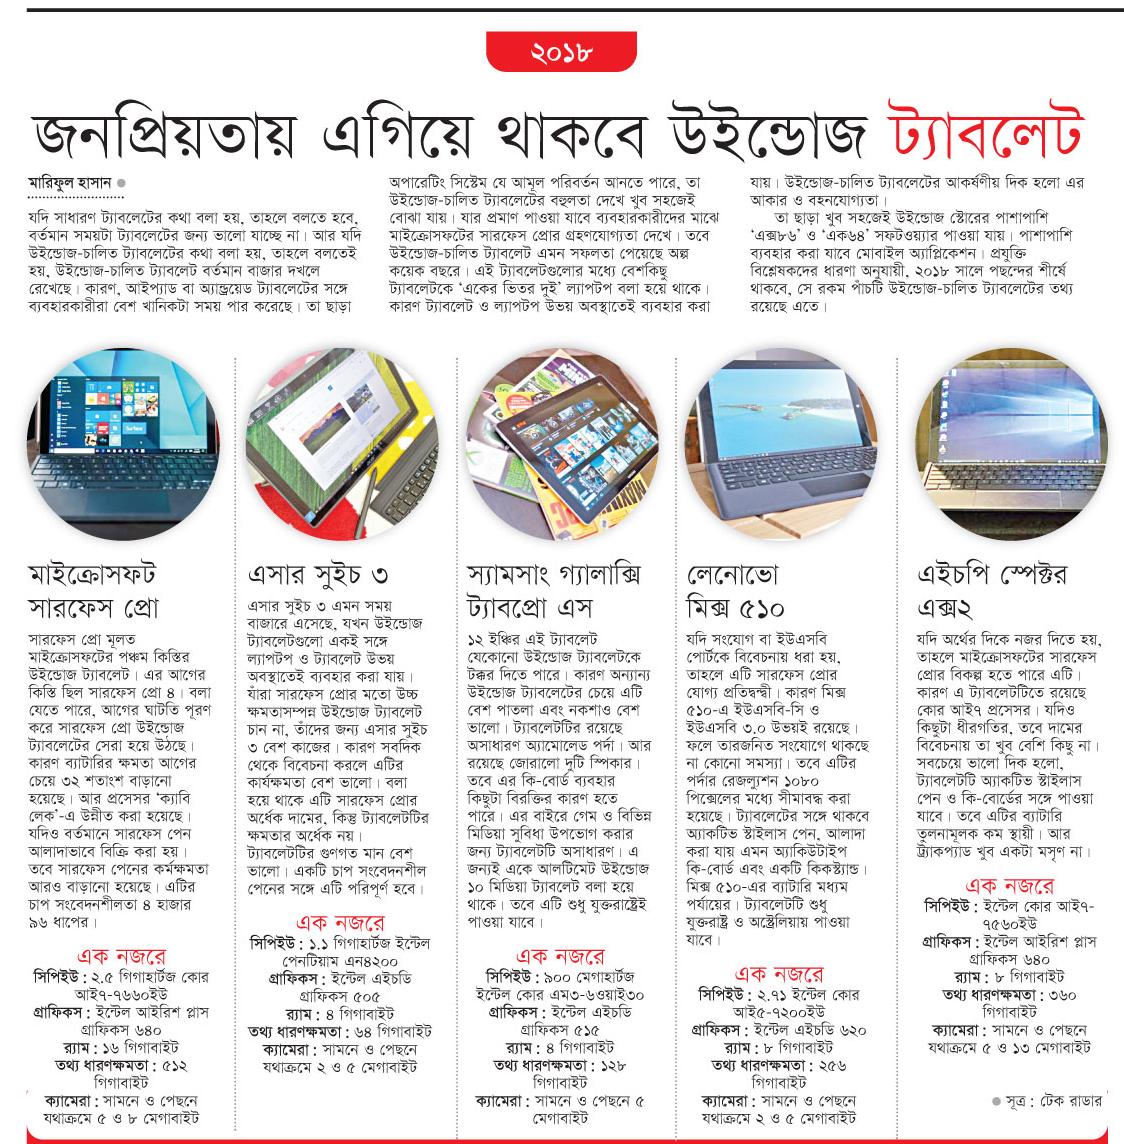 ২০১৮
জনপ্রিয়তায় এগিয়ে থাকবে উইন্ডোজ ট্যাবলেট
মারিফুল হাসান ●
যদি সাধারণ ট্যাবলেটের কথা বলা হয়, তাহলে বলতে হবে,
বর্তমান সময়টা ট্যাবলেটের জন্য ভালো যাচ্ছে না। আর যদি
উইন্ডোজ-চালিত ট্যাবলেটের কথা বলা হয়, তাহলে বলতেই
হয়, উইন্ডোজ-চালিত ট্যাবলেট বর্তমান বাজার দখলে
রেখেছে। কারণ, আইপ্যাড বা অ্যান্ড্রয়েড ট্যাবলেটের সঙ্গে
ব্যবহারকারীরা বেশ খানিকটা সময় পার করেছে। তা ছাড়া
অপারেটিং সিস্টেম যে আমূল পরিবর্তন আনতে পারে, তা
উইন্ডোজ-চালিত ট্যাবলেটের বহুলতা দেখে খুব সহজেই
বোঝা যায়। যার প্রমাণ পাওয়া যাবে ব্যবহারকারীদের মাঝে
মাইক্রোসফটের সারফেস প্রোর গ্রহণযোগ্যতা দেখে। তবে
উইন্ডোজ-চালিত ট্যাবলেট এমন সফলতা পেয়েছে অল্প
কয়েক বছরে। এই ট্যাবলেটগুলোর মধ্যে বেশকিছু
ট্যাবলেটকে ‘একের ভিতর দুই’ ল্যাপটপ বলা হয়ে থাকে।
কারণ ট্যাবলেট ও ল্যাপটপ উভয় অবস্থাতেই ব্যবহার করা
যায়। উইন্ডোজ-চালিত ট্যাবলেটের আকর্ষণীয় দিক হলো এর
আকার ও বহনযোগ্যতা।
তা ছাড়া খুব সহজেই উইন্ডোজ স্টোরের পাশাপাশি
‘এক্স৮৬’ ও ‘এক৬৪’ সফটওয়্যার পাওয়া যায়। পাশাপাশি
ব্যবহার করা যাবে মোবাইল অ্যাপ্লিকেশন। প্রযুক্তি
বিশ্লেষকদের ধারণা অনুযায়ী, ২০১৮ সালে পছন্দের শীর্ষে
থাকবে, সে রকম পাঁচটি উইন্ডোজ-চালিত ট্যাবলেটের তথ্য
রয়েছে এতে।
মাইক্রোসফট
সারফেস প্রো
সারফেস প্রো মূলত
মাইক্রোসফটের পঞ্চম কিস্তির
উইন্ডোজ ট্যাবলেট। এর আগের
কিস্তি ছিল সারফেস প্রো ৪। বলা
যেতে পারে, আগের ঘাটতি পূরণ
করে সারফেস প্রো উইন্ডোজ
ট্যাবলেটের সেরা হয়ে উঠছে।
কারণ ব্যাটারির ক্ষমতা আগের
চেয়ে ৩২ শতাংশ বাড়ানো
হয়েছে। আর প্রসেসর ‘ক্যাবি
লেক’-এ উন্নীত করা হয়েছে।
যদিও বর্তমানে সারফেস পেন
আলাদাভাবে বিক্রি করা হয়।
তবে সারফেস পেনের কর্মক্ষমতা
আরও বাড়ানো হয়েছে। এটির
চাপ সংবেদনশীলতা ৪ হাজার
৯৬ ধাপের।
এক নজরে
সিপিইউ : ২.৫ গিগাহার্টজ কোর
আই৭-৭৬৬০ইউ
গ্রাফিকস : ইন্টেল আইরিশ প্লাস
গ্রাফিকস ৬৪০
র‍্যাম : ১৬ গিগাবাইট
তথ্য ধারণক্ষমতা : ৫১২
গিগাবাইট
ক্যামেরা : সামনে ও পেছনে
যথাক্রমে ৫ ও ৮ মেগাবাইট
এসার সুইচ ৩
এসার সুইচ ৩ এমন সময়
বাজারে এসেছে, যখন উইন্ডোজ
ট্যাবলেটগুলো একই সঙ্গে
ল্যাপটপ ও ট্যাবলেট উভয়
অবস্থাতেই ব্যবহার করা যায়।
যাঁরা সারফেস প্রোর মতো উচ্চ
ক্ষমতাসম্পন্ন উইন্ডোজ ট্যাবলেট
চান না, তাঁদের জন্য এসার সুইচ
৩ বেশ কাজের। কারণ সবদিক
থেকে বিবেচনা করলে এটির
কার্যক্ষমতা বেশ ভালো। বলা
হয়ে থাকে এটি সারফেস প্রোর
অর্ধেক দামের, কিন্তু ট্যাবলেটটির
ক্ষমতার অর্ধেক নয়।
ট্যাবলেটটির গুণগত মান বেশ
ভালো। একটি চাপ সংবেদনশীল
পেনের সঙ্গে এটি পরিপূর্ণ হবে।
এক নজরে
সিপিইউ : ১.১ গিগাহার্টজ ইন্টেল
পেনটিয়াম এন৪২০০
গ্রাফিকস : ইন্টেল এইচডি
গ্রাফিকস ৫০৫
র‍্যাম : ৪ গিগাবাইট
তথ্য ধারণক্ষমতা : ৬৪ গিগাবাইট
ক্যামেরা : সামনে ও পেছনে
যথাক্রমে ২ ও ৫ মেগাবাইট
স্যামসাং গ্যালাক্সি
ট্যাবপ্রো এস
১২ ইঞ্চির এই ট্যাবলেট
যেকোনো উইন্ডোজ ট্যাবলেটকে
টক্কর দিতে পারে। কারণ অন্যান্য
উইন্ডোজ ট্যাবলেটের চেয়ে এটি
বেশ পাতলা এবং নকশাও বেশ
ভালো। ট্যাবলেটটির রয়েছে
অসাধারণ অ্যামোলেড পর্দা। আর
রয়েছে জোরালো দুটি স্পিকার।
তবে এর কি-বোর্ড ব্যবহার
কিছুটা বিরক্তির কারণ হতে
পারে। এর বাইরে গেম ও বিভিন্ন
মিডিয়া সুবিধা উপভোগ করার
জন্য ট্যাবলেটটি অসাধারণ। এ
জন্যই একে আলটিমেট উইন্ডোজ
১০ মিডিয়া ট্যাবলেট বলা হয়ে
থাকে। তবে এটি শুধু যুক্তরাষ্ট্রেই
পাওয়া যাবে।
এক নজরে
সিপিইউ : ৯০০ মেগাহার্টজ
ইন্টেল কোর এম৩-৬ওয়াই৩০
গ্রাফিকস : ইন্টেল এইচডি
গ্রাফিকস ৫১৫
র‍্যাম : ৪ গিগাবাইট
তথ্য ধারণক্ষমতা : ১২৮
গিগাবাইট
ক্যামেরা : সামনে ও পেছনে ৫
মেগাবাইট
লেনোভো
মিক্স ৫১০
যদি সংযোগ বা ইউএসবি
পোর্টকে বিবেচনায় ধরা হয়,
তাহলে এটি সারফেস প্রোর
যোগ্য প্রতিদ্বন্দ্বী। কারণ মিক্স
৫১০-এ ইউএসবি-সি ও
ইউএসবি ৩.০ উভয়ই রয়েছে।
ফলে তারজনিত সংযোগে থাকছে
না কোনো সমস্যা। তবে এটির
পর্দার রেজল্যুশন ১০৮০
পিক্সেলের মধ্যে সীমাবদ্ধ করা
হয়েছে। ট্যাবলেটের সঙ্গে থাকবে
অ্যাকটিভ স্টাইলাস পেন, আলাদা
করা যায় এমন অ্যাকিউটাইপ
কি-বোর্ড এবং একটি কিকস্ট্যান্ড।
মিক্স ৫১০-এর ব্যাটারি মধ্যম
পর্যায়ের। ট্যাবলেটটি শুধু
যুক্তরাষ্ট্র ও অস্ট্রেলিয়ায় পাওয়া
যাবে।
এক নজরে
সিপিইউ : ২.৭১ ইন্টেল কোর
আই৫-৭২০০ইউ
গ্রাফিকস : ইন্টেল এইচডি ৬২০
র‍্যাম : ৮ গিগাবাইট
তথ্য ধারণক্ষমতা : ২৫৬
গিগাবাইট
ক্যামেরা : সামনে ও পেছনে
যথাক্রমে ২ ও ৫ মেগাবাইট
এইচপি স্পেক্টর
এক্স২
যদি অর্থের দিকে নজর দিতে হয়,
তাহলে মাইক্রোসফটের সারফেস
প্রোর বিকল্প হতে পারে এটি।
কারণ এ ট্যাবলেটটিতে রয়েছে
কোর আই৭ প্রসেসর। যদিও
কিছুটা ধীরগতির, তবে দামের
বিবেচনায় তা খুব বেশি কিছু না।
সবচেয়ে ভালো দিক হলো,
ট্যাবলেটটি অ্যাকটিভ স্টাইলাস
পেন ও কি-বোর্ডের সঙ্গে পাওয়া
যাবে। তবে এটির ব্যাটারি
তুলনামূলক কম স্থায়ী। আর
ট্র্যাকপ্যাড খুব একটা মসৃণ না।
এক নজরে
সিপিইউ : ইন্টেল কোর আই৭-
৭৫৬০ইউ
গ্রাফিকস : ইন্টেল আইরিশ প্লাস
গ্রাফিকস ৬৪০
র‍্যাম : ৮ গিগাবাইট
তথ্য ধারণক্ষমতা : ৩৬০
গিগাবাইট
ক্যামেরা : সামনে ও পেছনে
যথাক্রমে ৫ ও ১৩ মেগাবাইট
● সূত্র : টেক রাডার